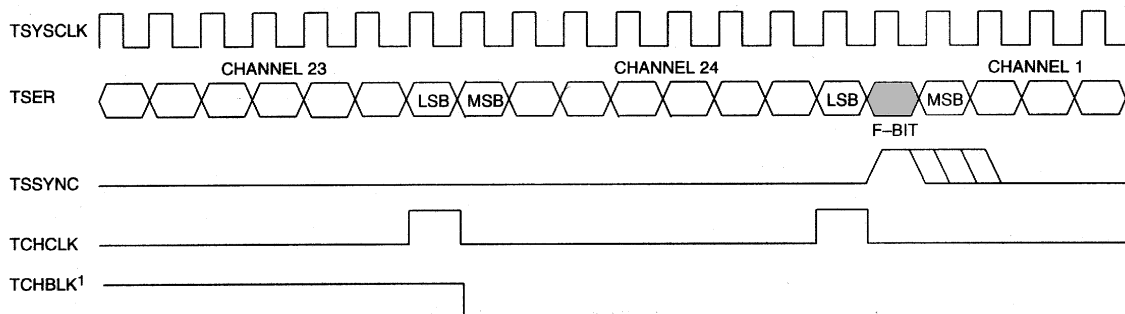 TSYSCLK
CHANNEL 23 CHANNEL 24 CHANNEL 1
TSER LSB MSB LSB MSB
F–BIT
TSSYNC
TCHCLK
TCHBLK¹